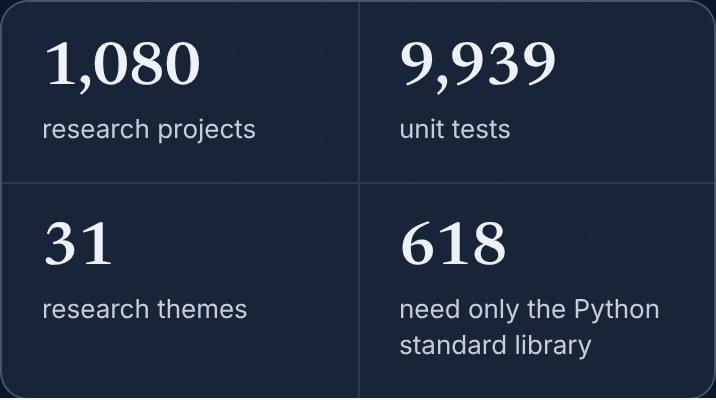 1,080
research projects
9,939
unit tests
31
research themes
618
need only the Python
standard library